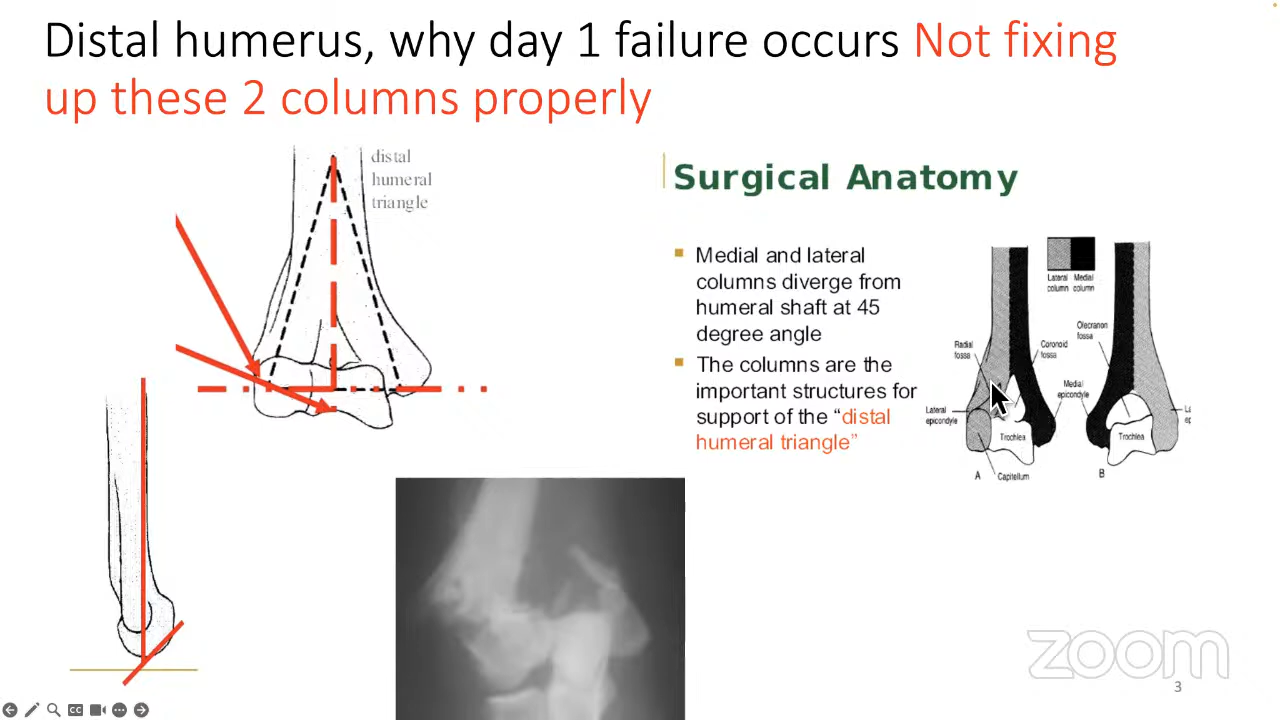 Distal humerus, why day 1 failure occurs Not fixing
up these 2 columns properly
distal
humeral
triangle
Surgical Anatomy
Medial and lateral
columns diverge from
humeral shaft at 45
degree angle
The columns are the
important structures for
support of the “distal
humeral triangle”
Lateral column
Medial column
Olecranon fossa
Radial fossa
Coronoid fossa
Medial epicondyle
Lateral epicondyle
Trochlea
Trochlea
A
Capitellum
B
zoom
3
CC